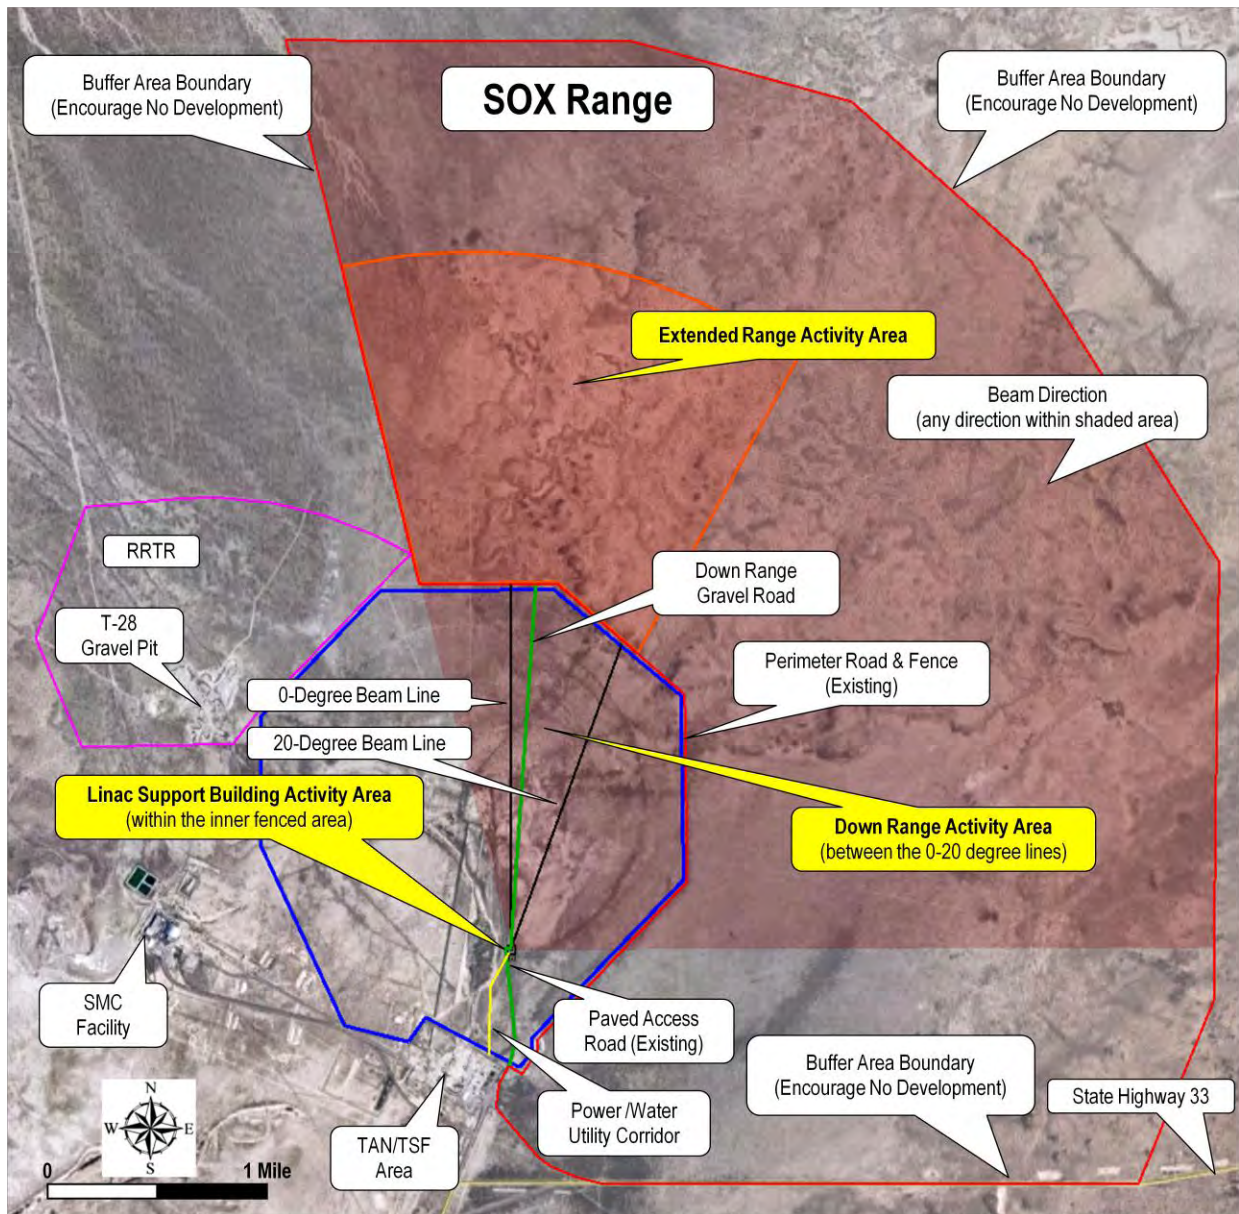 Buffer Area Boundary
(Encourage No Development)
SOX Range
Buffer Area Boundary
(Encourage No Development)
Extended Range Activity Area
Beam Direction
(any direction within shaded area)
RRTR
Down Range
Gravel Road
T-28
Gravel Pit
Perimeter Road & Fence
(Existing)
0-Degree Beam Line
20-Degree Beam Line
Linac Support Building Activity Area
(within the inner fenced area)
Down Range Activity Area
(between the 0-20 degree lines)
SMC
Facility
Paved Access
Road (Existing)
Buffer Area Boundary
(Encourage No Development)
State Highway 33
Power /Water
Utility Corridor
TAN/TSF
Area
N
W
E
S
0
1 Mile